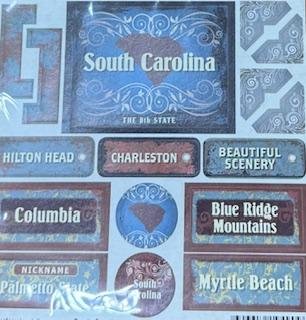 South Carolina
THE 8th STATE
HILTON HEAD
CHARLESTON
BEAUTIFUL
SCENERY
Columbia
Blue Ridge
Mountains
NICKNAME
Palmetto State
South
Carolina
Myrtle Beach